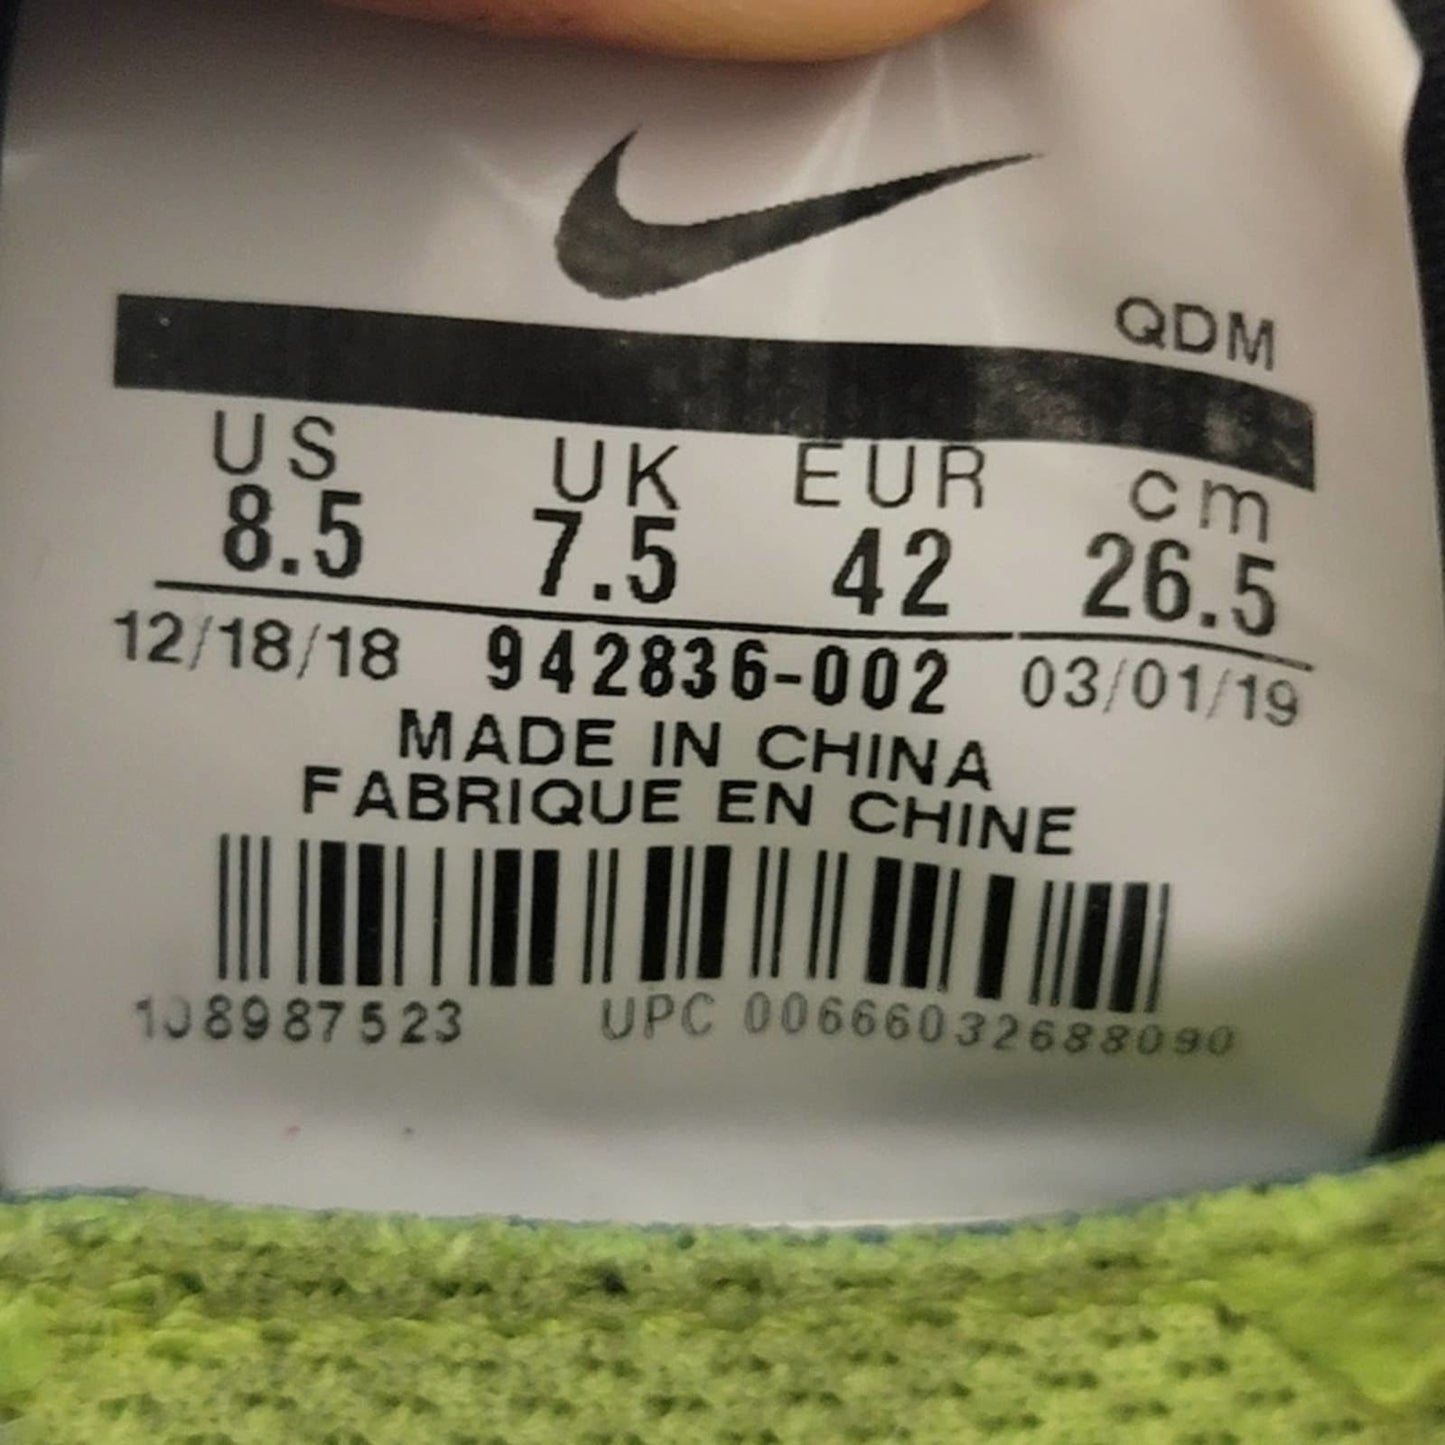 QDM
US UK EUR cm
8.5 7.5 42 26.5
12/18/18 942836-002 03/01/19
MADE IN CHINA
FABRIQUE EN CHINE
108987523 UPC 00666032688090